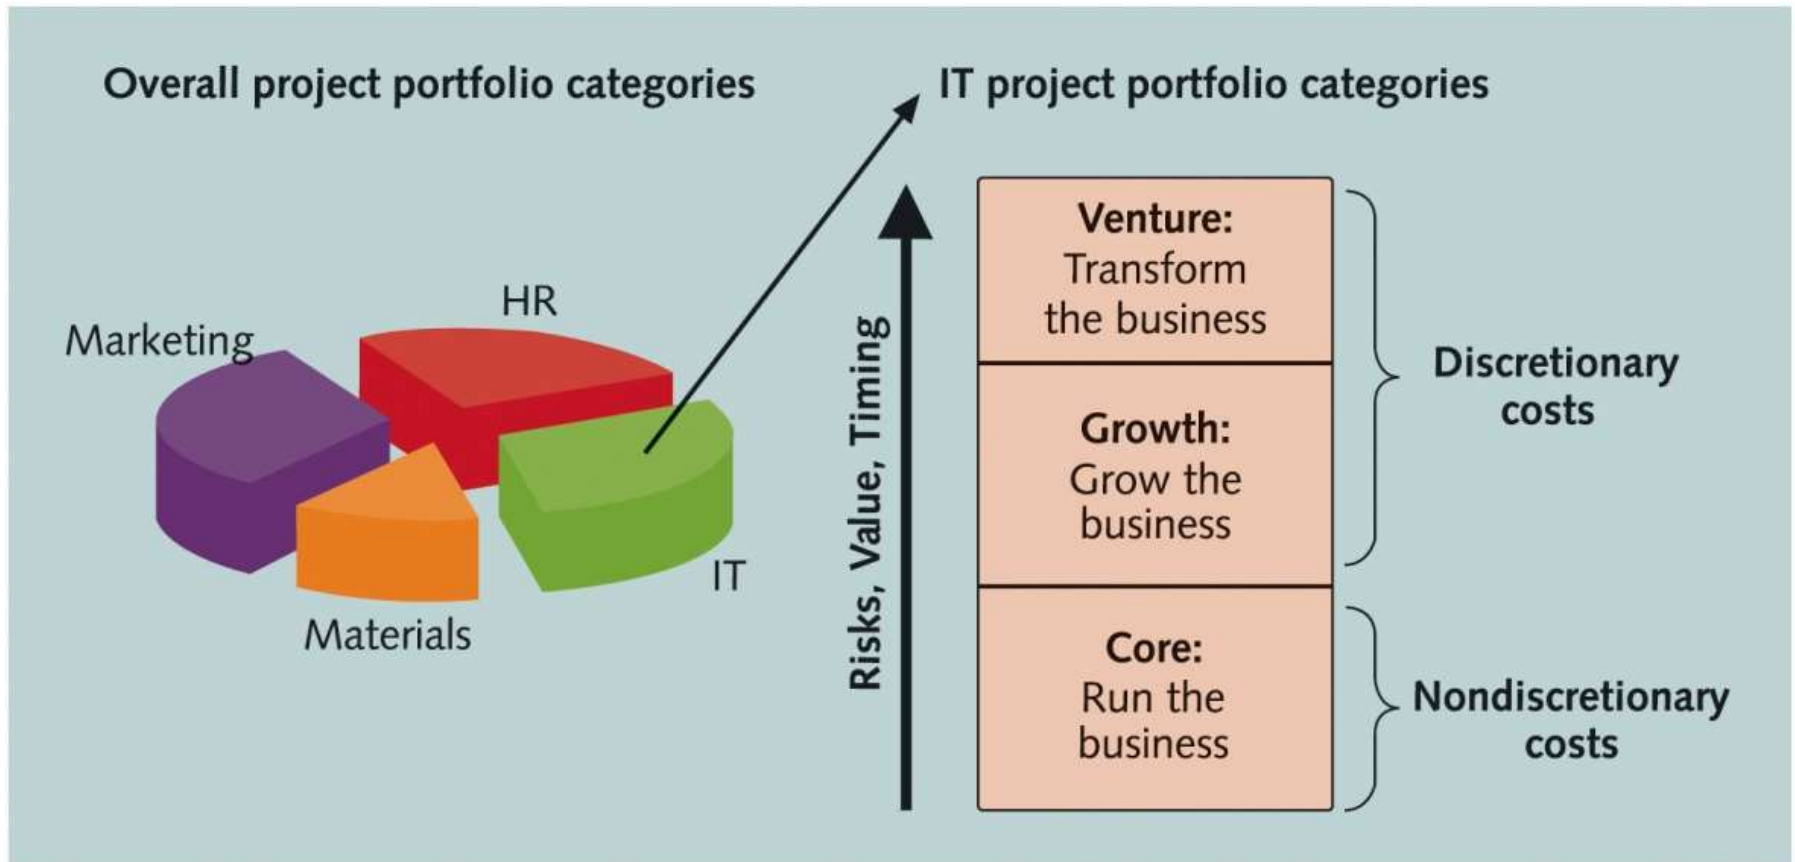 Overall project portfolio categories
IT project portfolio categories
Marketing
HR
Materials
IT
Risks, Value, Timing
Venture:
Transform
the business
Growth:
Grow the
business
Core:
Run the
business
Discretionary
costs
Nondiscretionary
costs